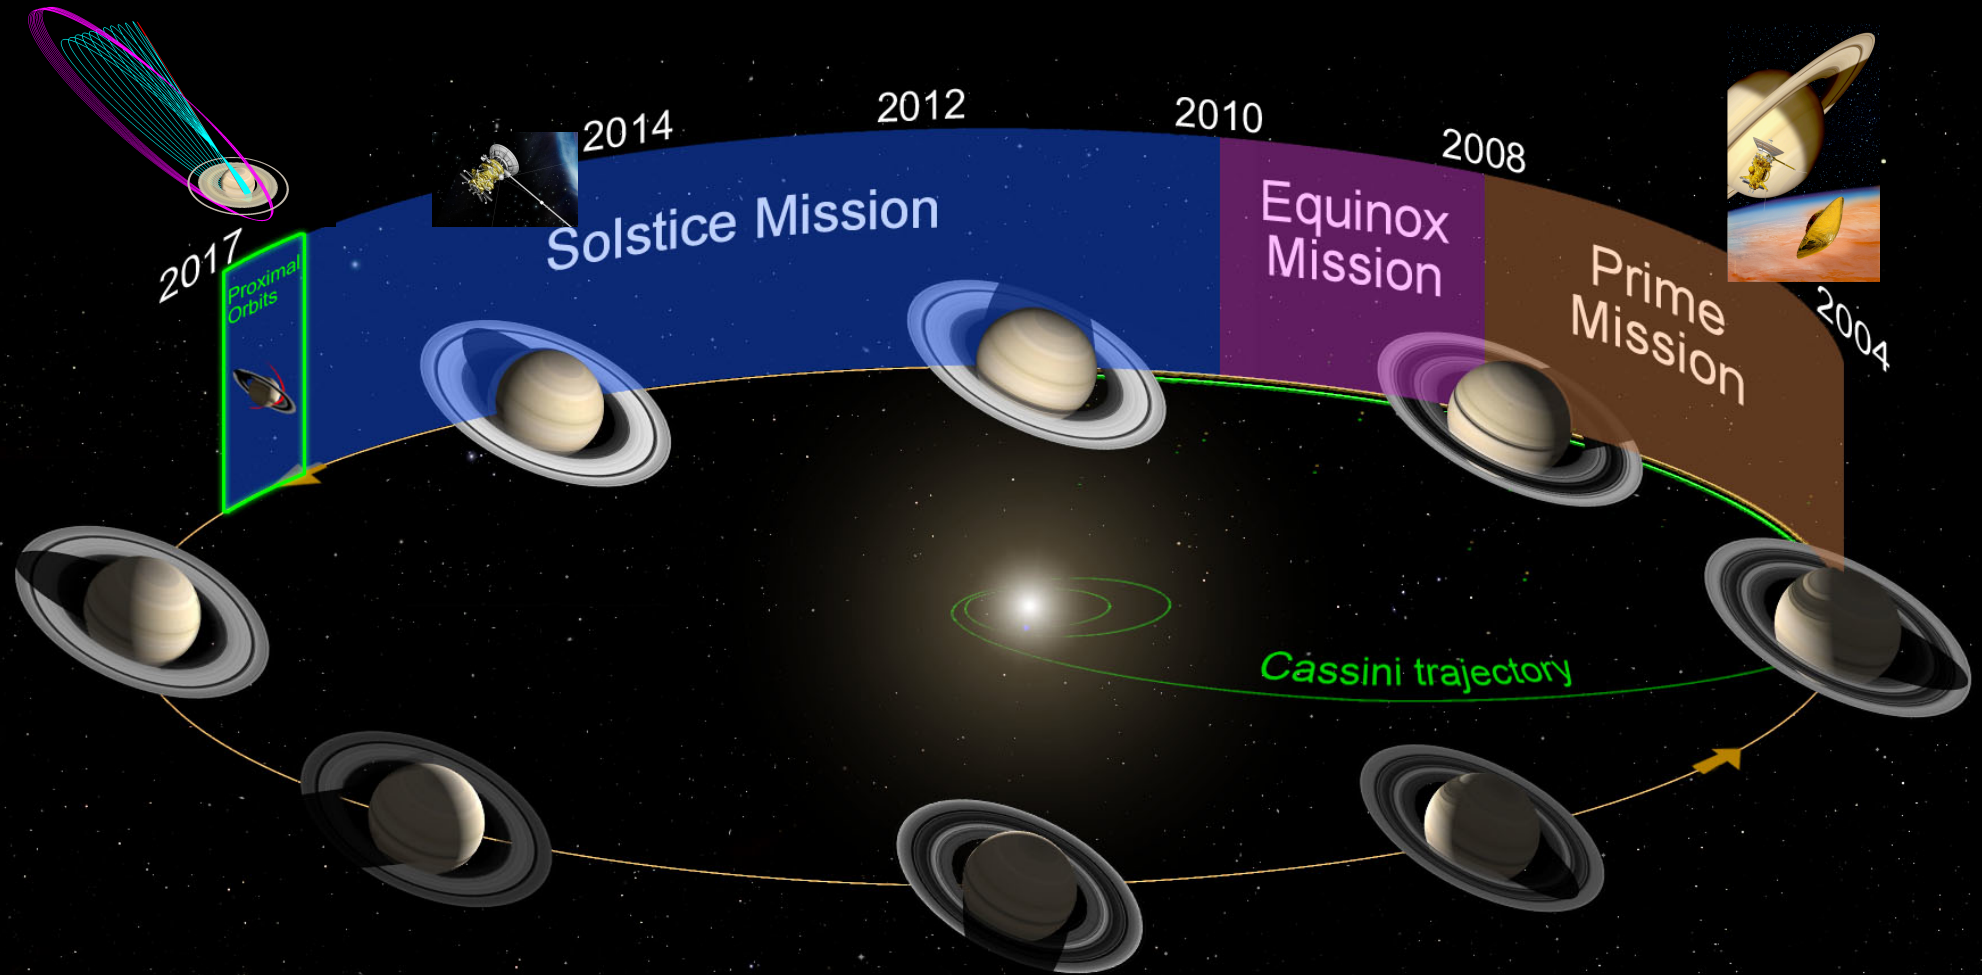 2017
2014
2012
2010
2008
2004
Proximal
Orbits
Solstice Mission
Equinox
Mission
Prime
Mission
Cassini trajectory